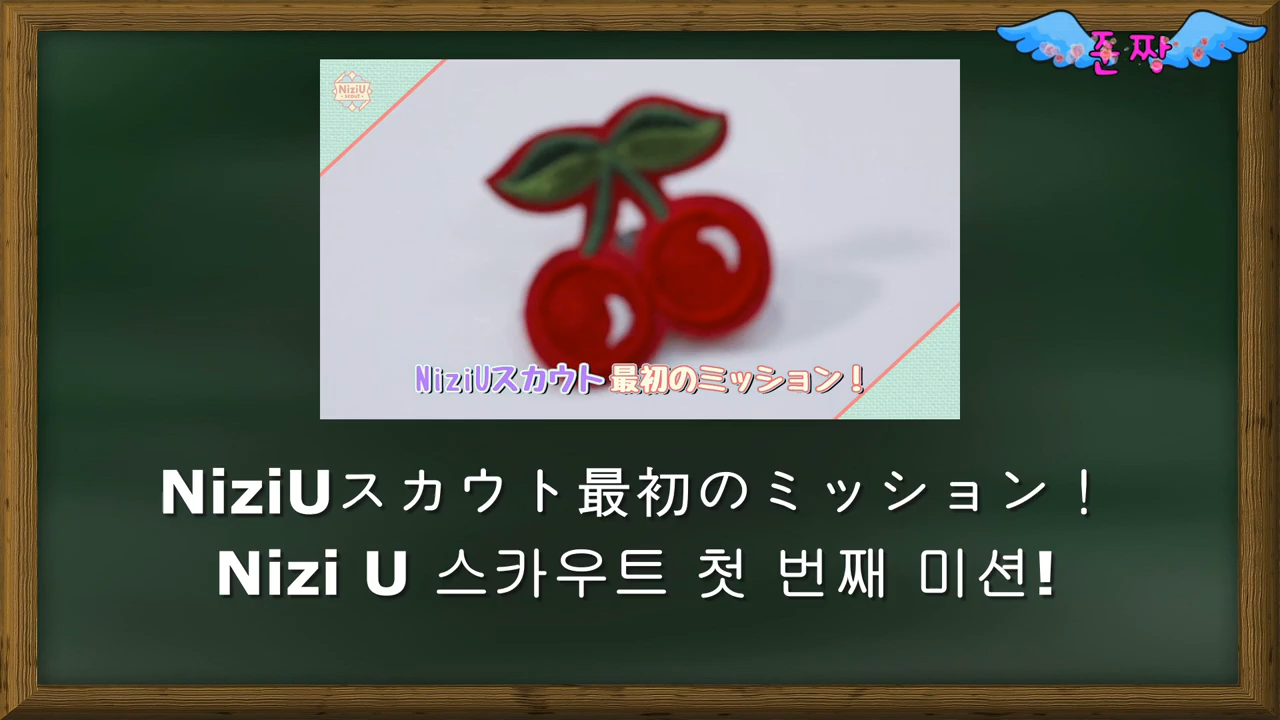 존 짱
NiziU
scout
NiziUスカウト 最初のミッション！
NiziUスカウト最初のミッション！
Nizi U 스카우트 첫 번째 미션!